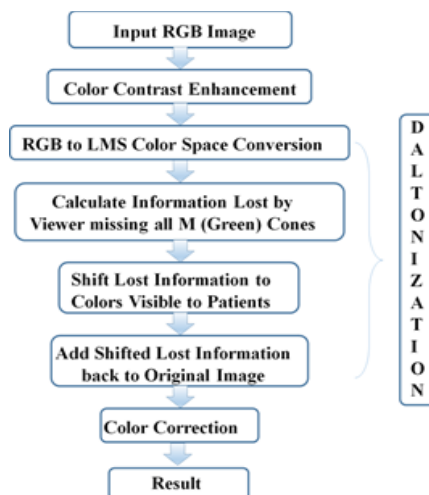 Input RGB Image
Color Contrast Enhancement
RGB to LMS Color Space Conversion
Calculate Information Lost by
Viewer missing all M (Green) Cones
Shift Lost Information to
Colors Visible to Patients
Add Shifted Lost Information
back to Original Image
Color Correction
Result
D
A
L
T
O
N
I
Z
A
T
I
O
N